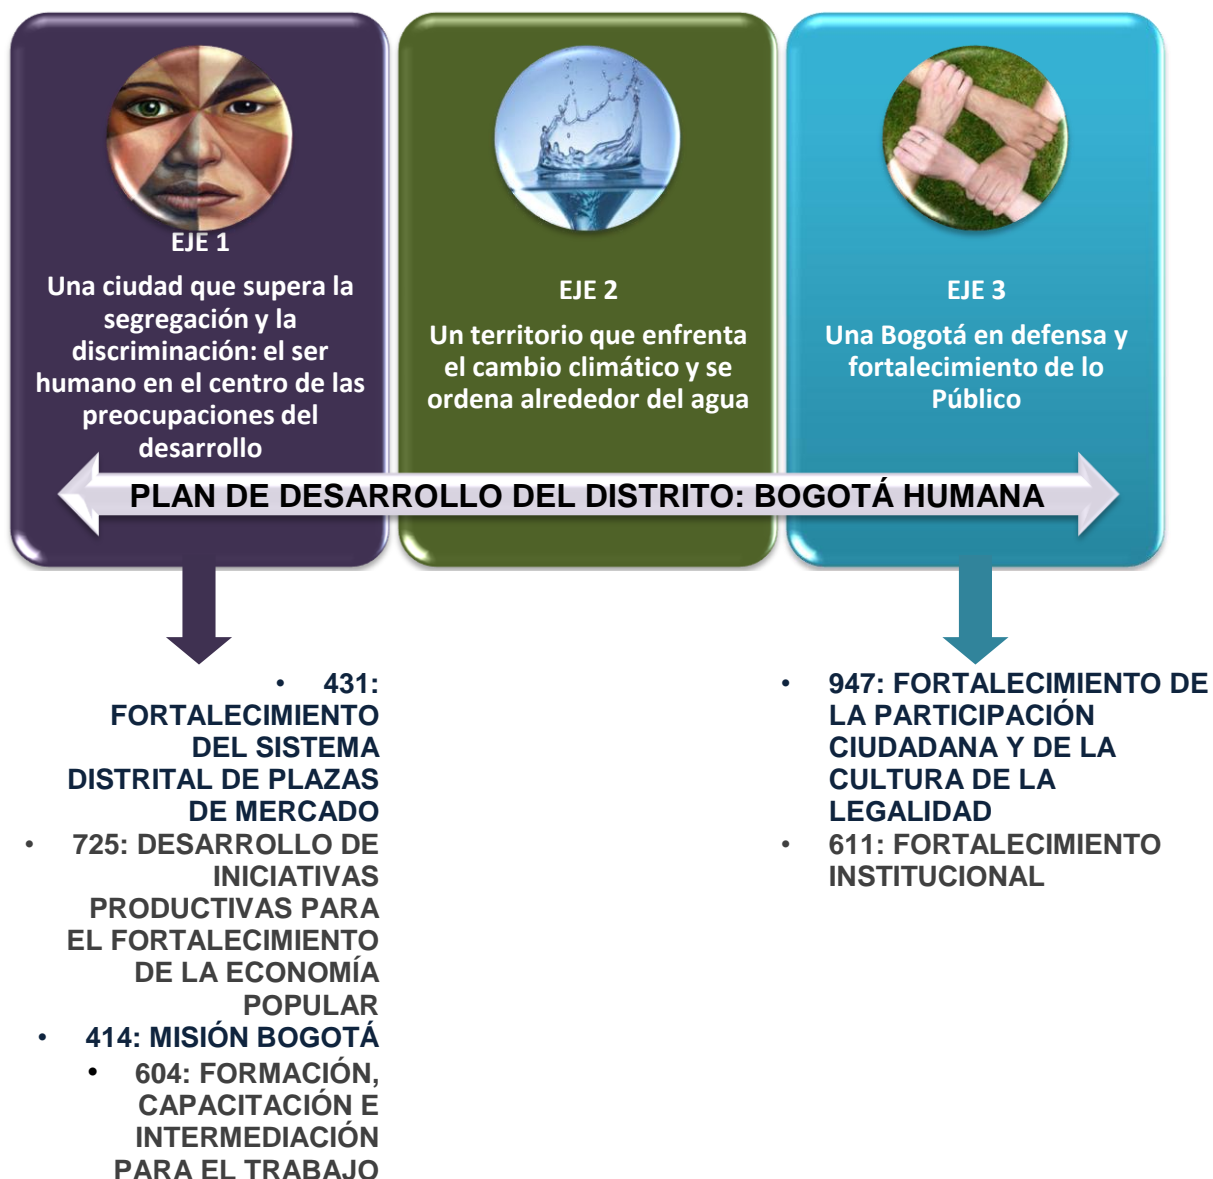 EJE 1
Una ciudad que supera la
segregación y la
discriminación: el ser
humano en el centro de las
preocupaciones del
desarrollo
EJE 2
Un territorio que enfrenta
el cambio climático y se
ordena alrededor del agua
EJE 3
Una Bogotá en defensa y
fortalecimiento de lo
Público
PLAN DE DESARROLLO DEL DISTRITO: BOGOTÁ HUMANA
• 431:
FORTALECIMIENTO
DEL SISTEMA
DISTRITAL DE PLAZAS
DE MERCADO
• 725: DESARROLLO DE
INICIATIVAS
PRODUCTIVAS PARA
EL FORTALECIMIENTO
DE LA ECONOMÍA
POPULAR
• 414: MISIÓN BOGOTÁ
• 604: FORMACIÓN,
CAPACITACIÓN E
INTERMEDIACIÓN
PARA EL TRABAJO
• 947: FORTALECIMIENTO DE
LA PARTICIPACIÓN
CIUDADANA Y DE LA
CULTURA DE LA
LEGALIDAD
• 611: FORTALECIMIENTO
INSTITUCIONAL